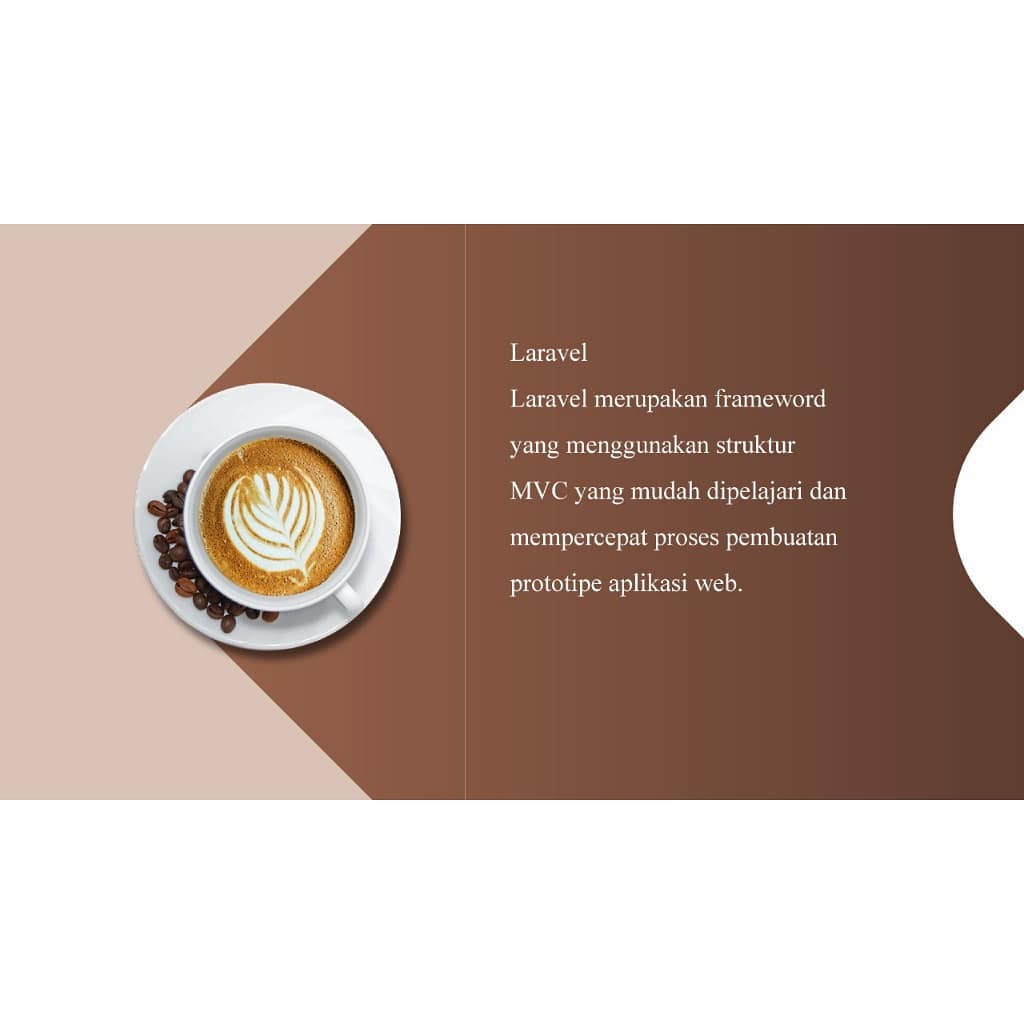 Laravel
Laravel merupakan frameword
yang menggunakan struktur
MVC yang mudah dipelajari dan
mempercepat proses pembuatan
prototipe aplikasi web.